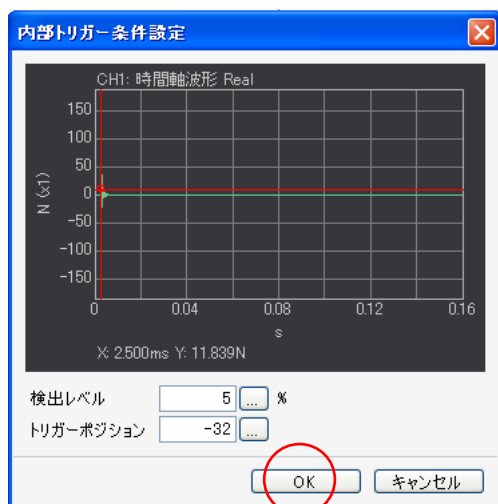 内部トリガー条件設定
CH1: 時間軸波形 Real
150
100
50
0
-50
-100
-150
N (x1)
0 0.04 0.08 0.12 0.16
s
X: 2.500ms Y: 11.839N
検出レベル 5 ... %
トリガーポジション -32 ...
OK キャンセル